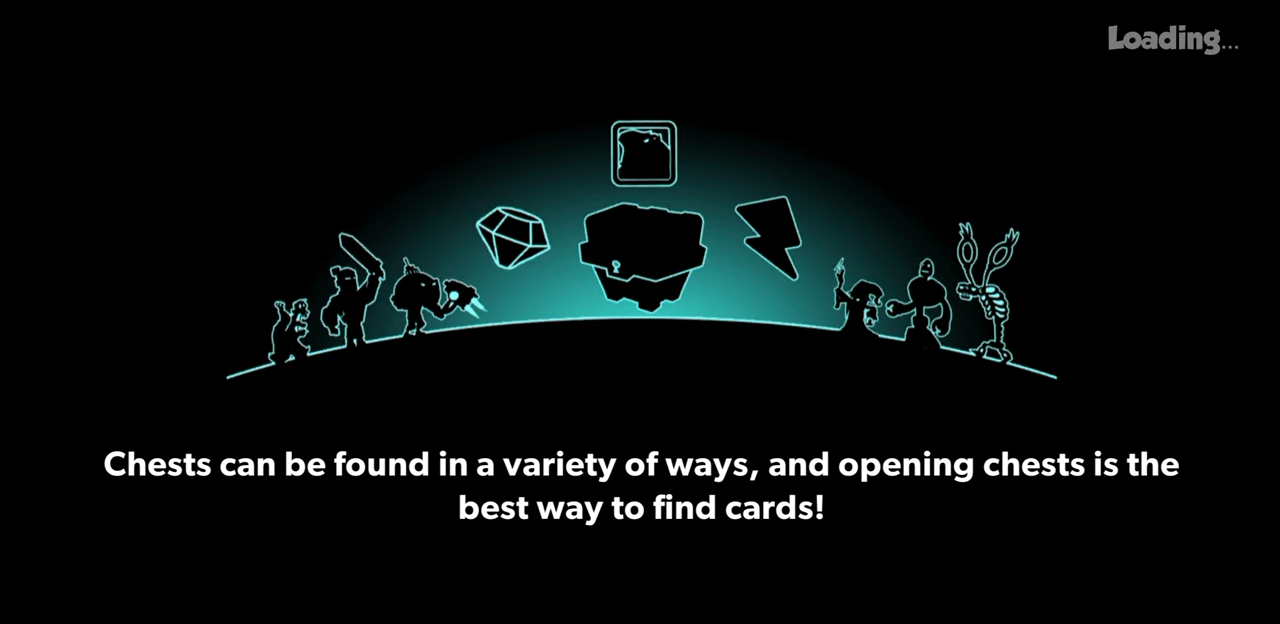 Loading...
Chests can be found in a variety of ways, and opening chests is the
best way to find cards!